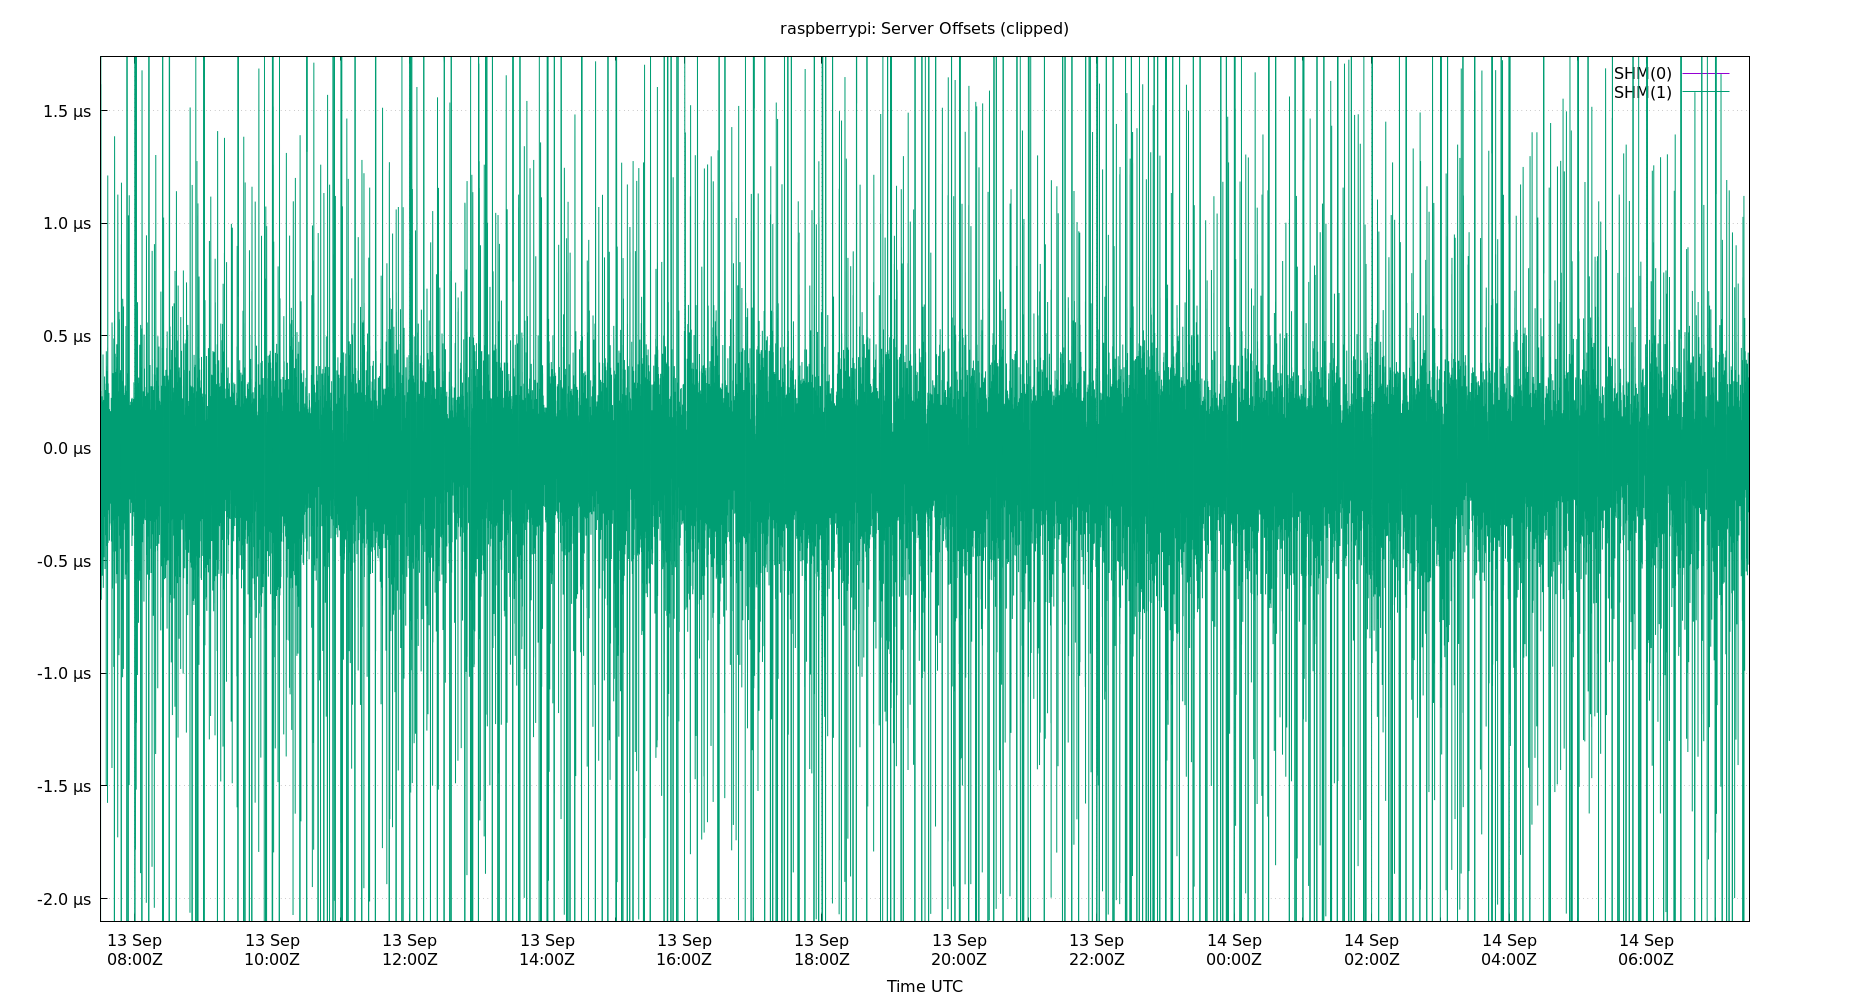 raspberrypi: Server Offsets (clipped)
SHM(0)
SHM(1)
1.5 µs
1.0 µs
0.5 µs
0.0 µs
-0.5 µs
-1.0 µs
-1.5 µs
-2.0 µs
13 Sep 13 Sep 13 Sep 13 Sep 13 Sep 13 Sep 13 Sep 13 Sep 14 Sep 14 Sep 14 Sep 14 Sep
08:00Z 10:00Z 12:00Z 14:00Z 16:00Z 18:00Z 20:00Z 22:00Z 00:00Z 02:00Z 04:00Z 06:00Z
Time UTC